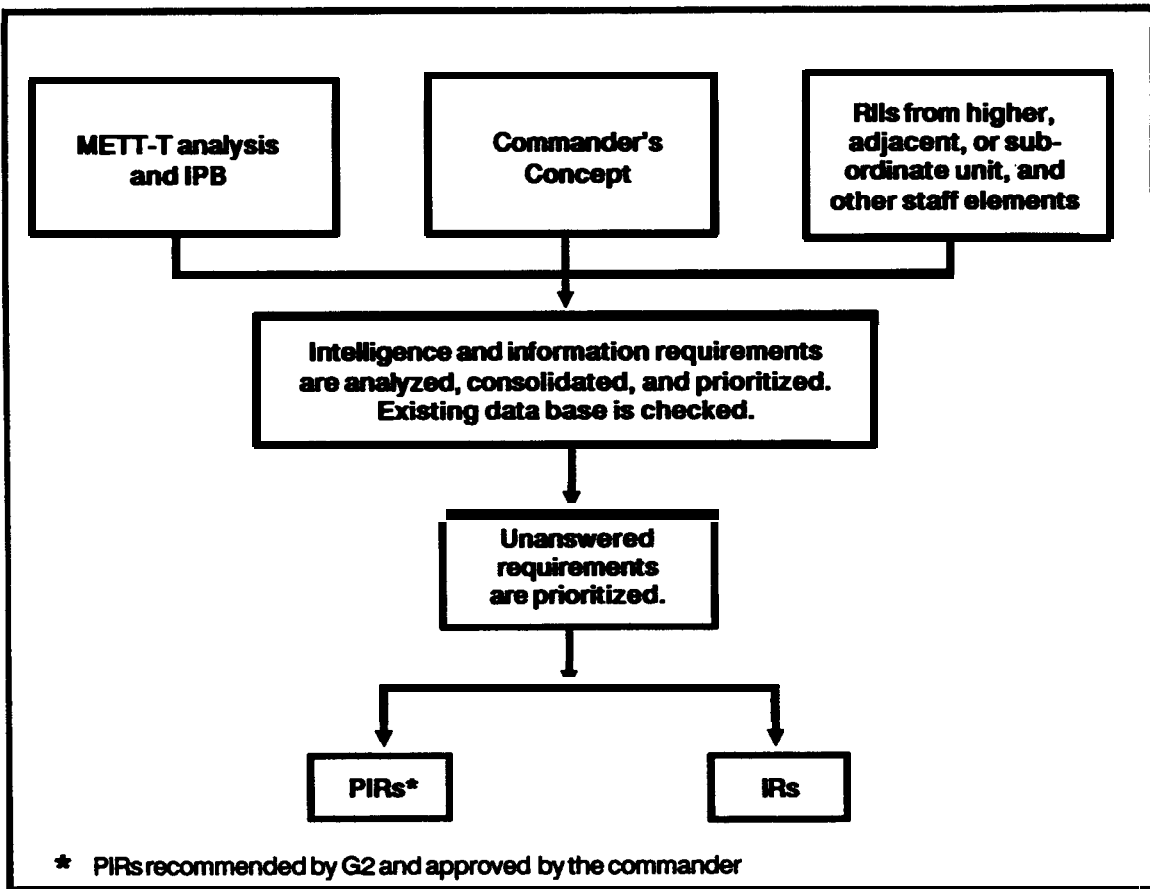 METT-T analysis
and IPB
Commander's
Concept
RIIs from higher,
adjacent, or sub-
ordinate unit, and
other staff elements
Intelligence and information requirements
are analyzed, consolidated, and prioritized.
Existing data base is checked.
Unanswered
requirements
are prioritized.
PIRs*
IRs
* PIRs recommended by G2 and approved by the commander